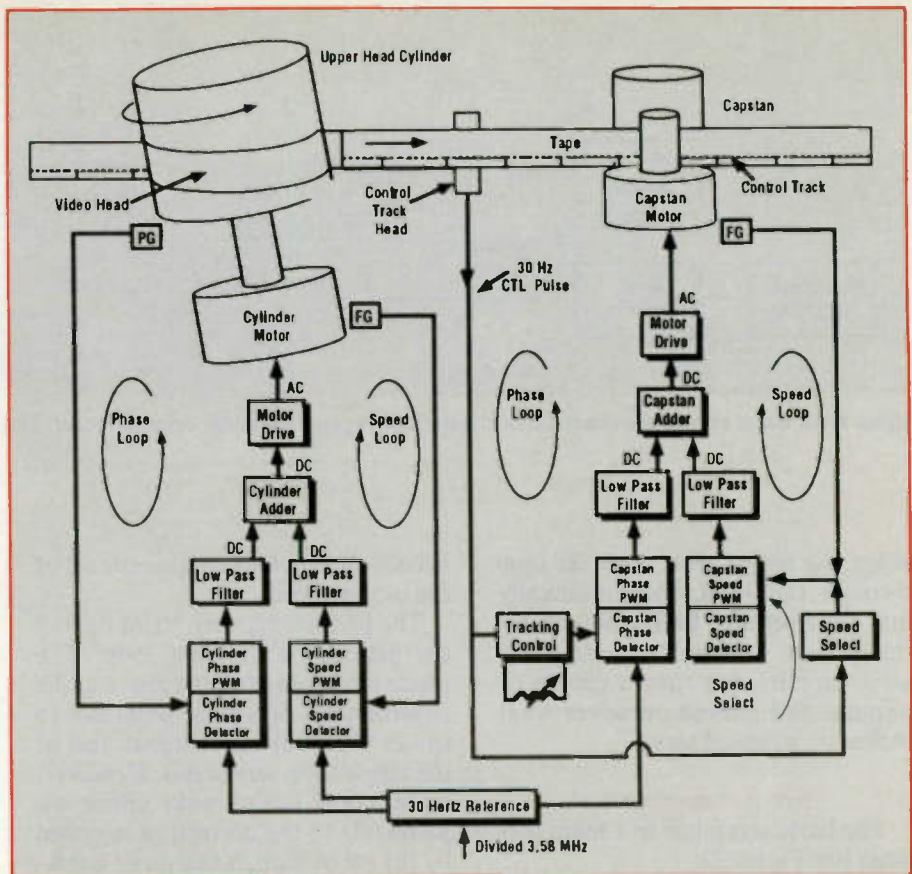 Upper Head Cylinder
Capstan
Tape
Video Head
Control
Track
Head
Capstan
Motor
Control Track
PG
FG
30 Hz
CTL Pulse
Cylinder
Motor
FG
AC
Motor
Drive
AC
DC
Phase
Loop
Motor
Drive
Speed
Loop
Phase
Loop
Capstan
Adder
Speed
Loop
DC
Cylinder
Adder
DC
DC
Low Pass
Filter
Low Pass
Filter
DC
DC
Low Pass
Filter
Low Pass
Filter
Capstan
Phase
PWM
Capstan
Phase
Detector
Capstan
Speed
PWM
Capstan
Speed
Detector
Tracking
Control
Speed
Select
Cylinder
Phase
PWM
Cylinder
Phase
Detector
Cylinder
Speed
PWM
Cylinder
Speed
Detector
Speed
Select
30 Hertz Reference
Divided 3,58 MHz